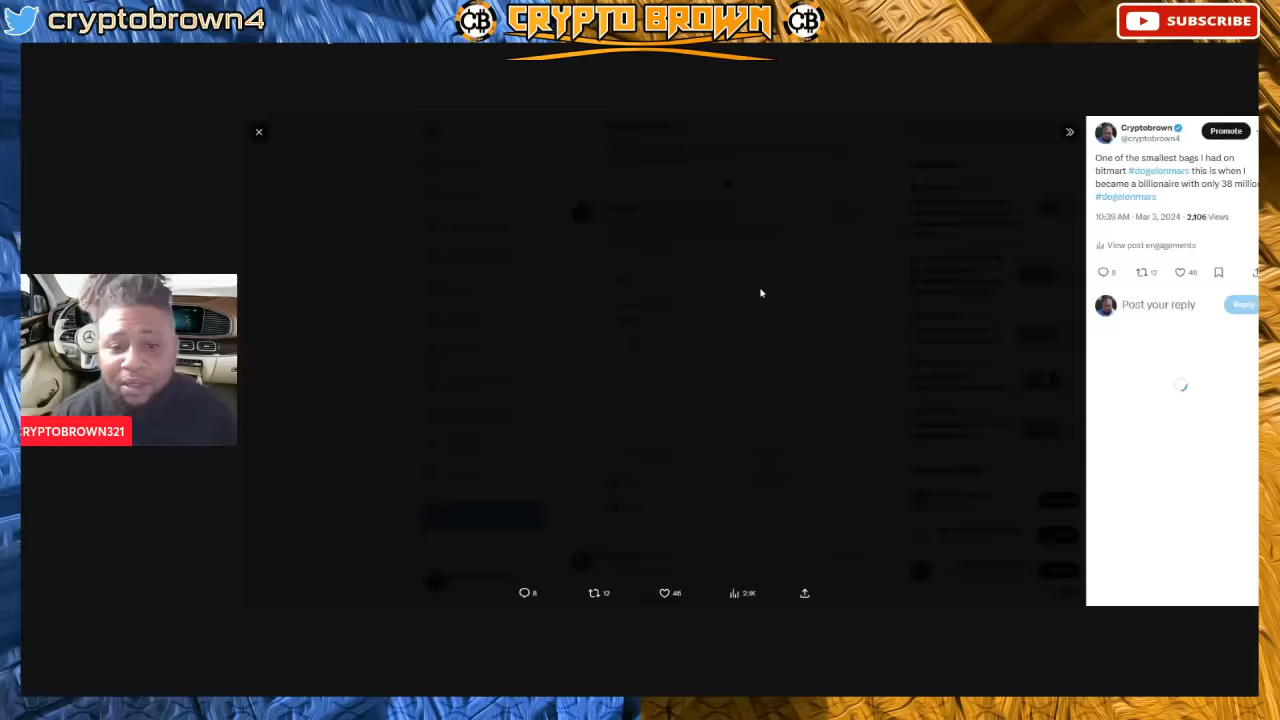 cryptobrown4
CB
CRYPTO BROWN
CB
SUBSCRIBE
Cryptobrown
@cryptobrown4
Promote
One of the smallest bags I had on
bitmart #dogelonmars this is when I
became a billionaire with only 38 millio
#dogelonmars
10:39 AM · Mar 3, 2024 · 2,106 Views
View post engagements
8 12 46
Post your reply
Reply
RYPTOBROWN321
8 12 46 2.1K